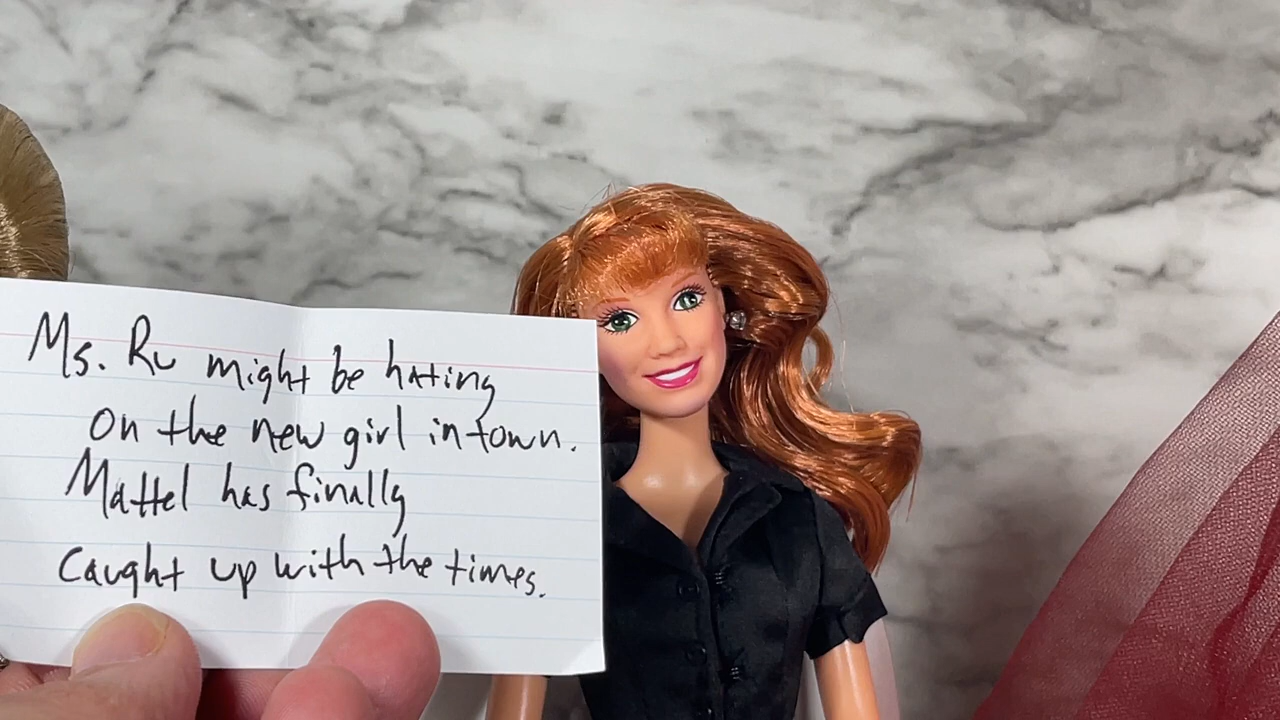 Ms. Ru might be hating
on the new girl in town.
Mattel has finally
caught up with the times.